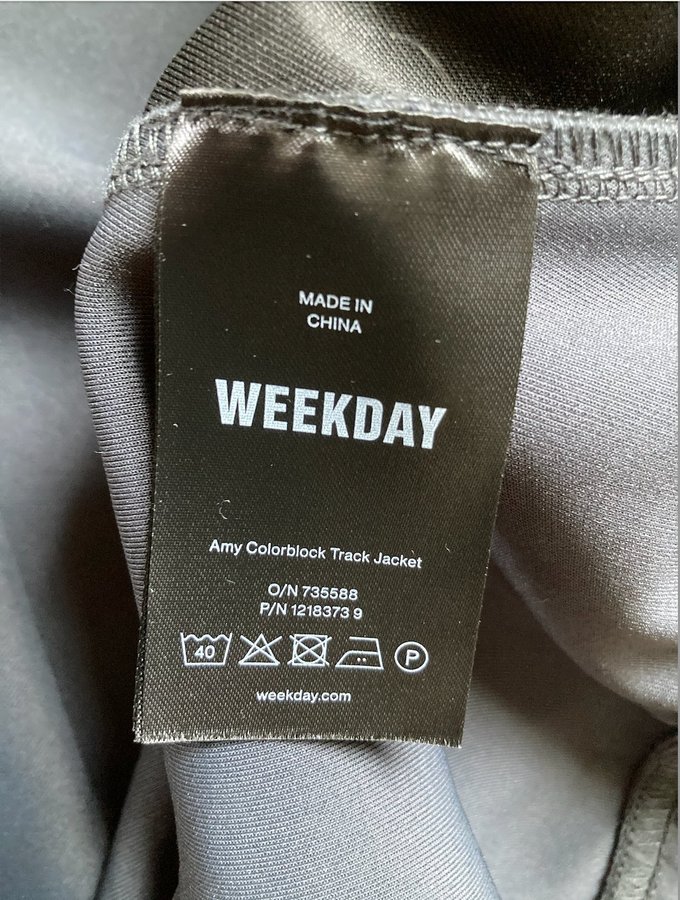 MADE IN
CHINA
WEEKDAY
Amy Colorblock Track Jacket
O/N 735588
P/N 1218373 9
40 P
weekday.com